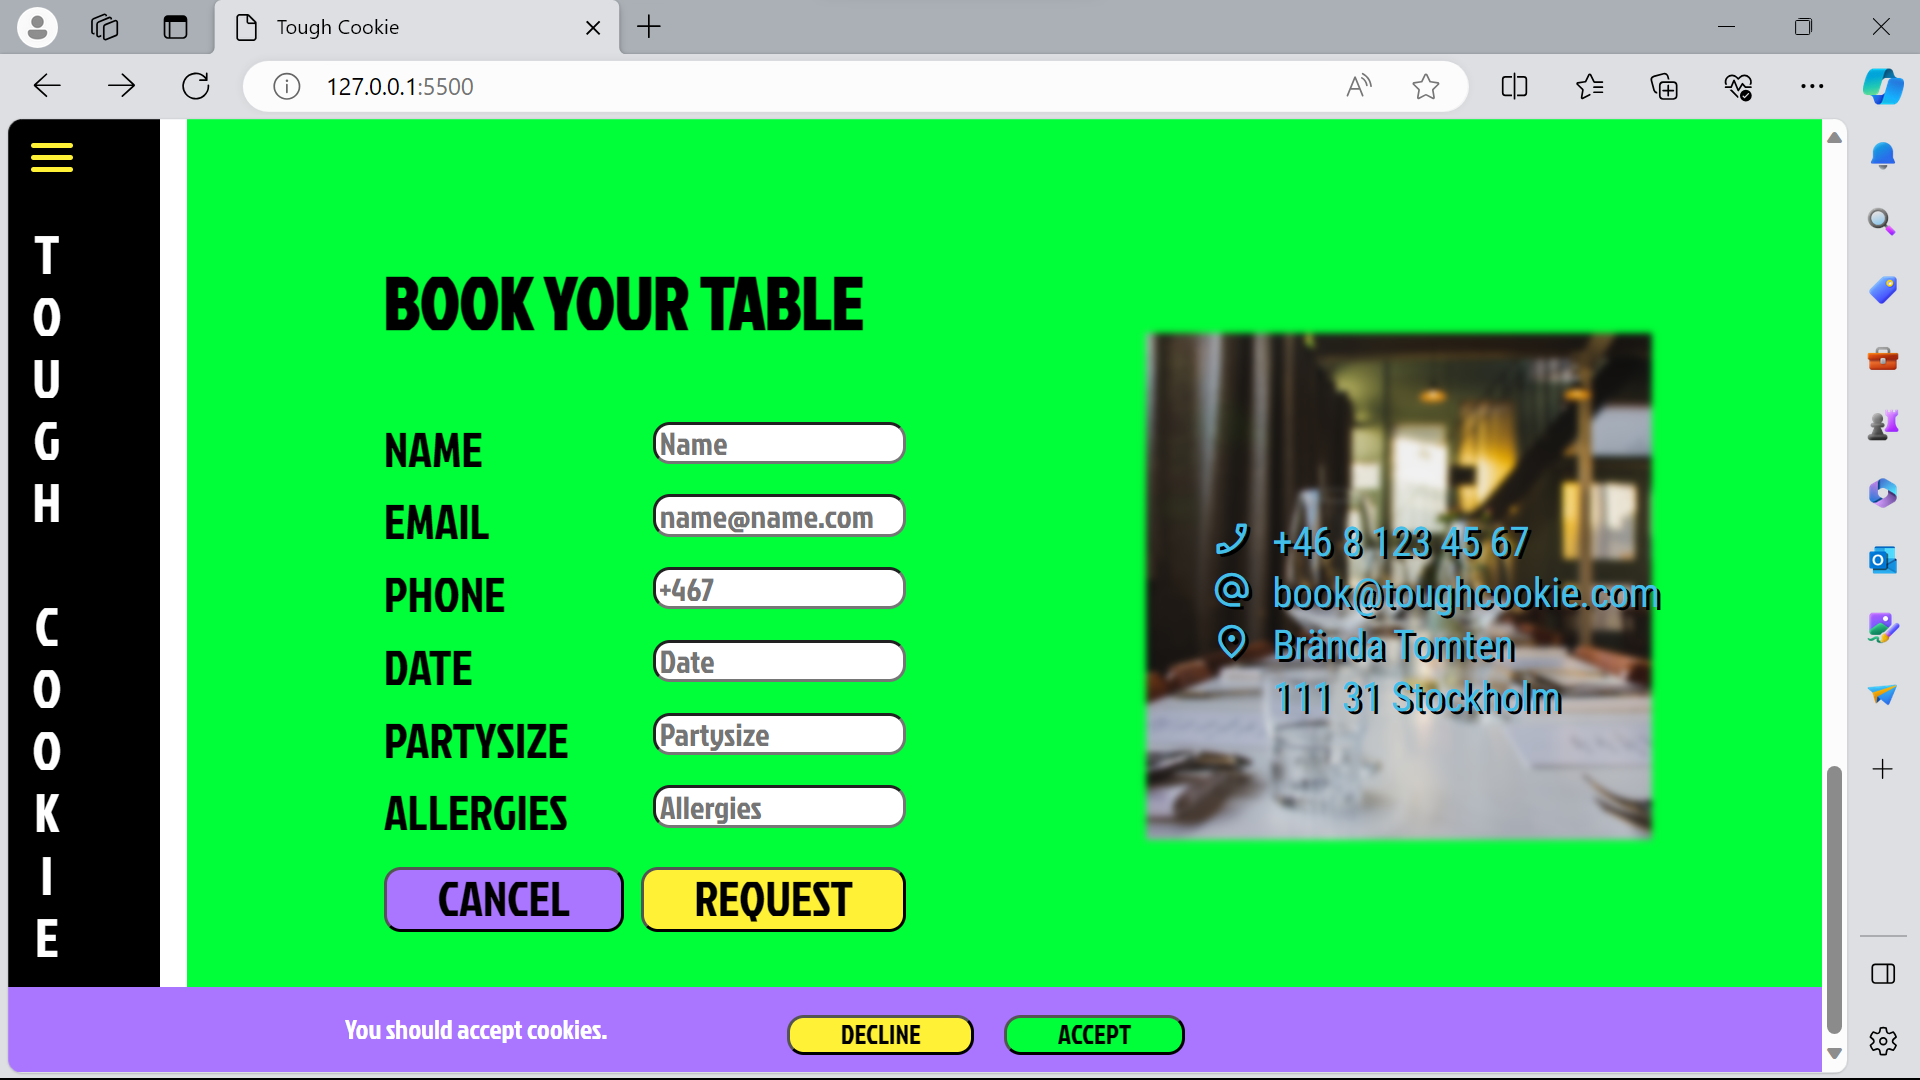 Tough Cookie
127.0.0.1:5500
TOUGH COOKIE
BOOK YOUR TABLE
NAME Name
EMAIL name@name.com
PHONE +467
DATE Date
PARTYSIZE Partysize
ALLERGIES Allergies
CANCEL REQUEST
+46 8 123 45 67
book@toughcookie.com
Brända Tomten
111 31 Stockholm
You should accept cookies. DECLINE ACCEPT